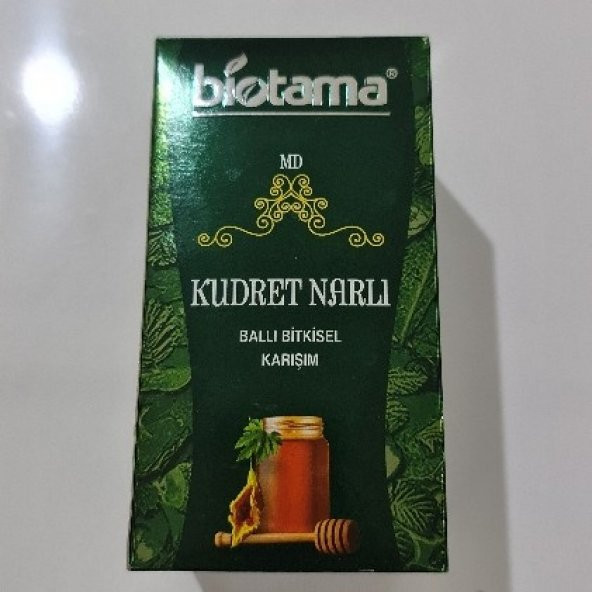 biotama®
MD
KUDRET NARLI
BALLI BİTKİSEL
KARIŞIM